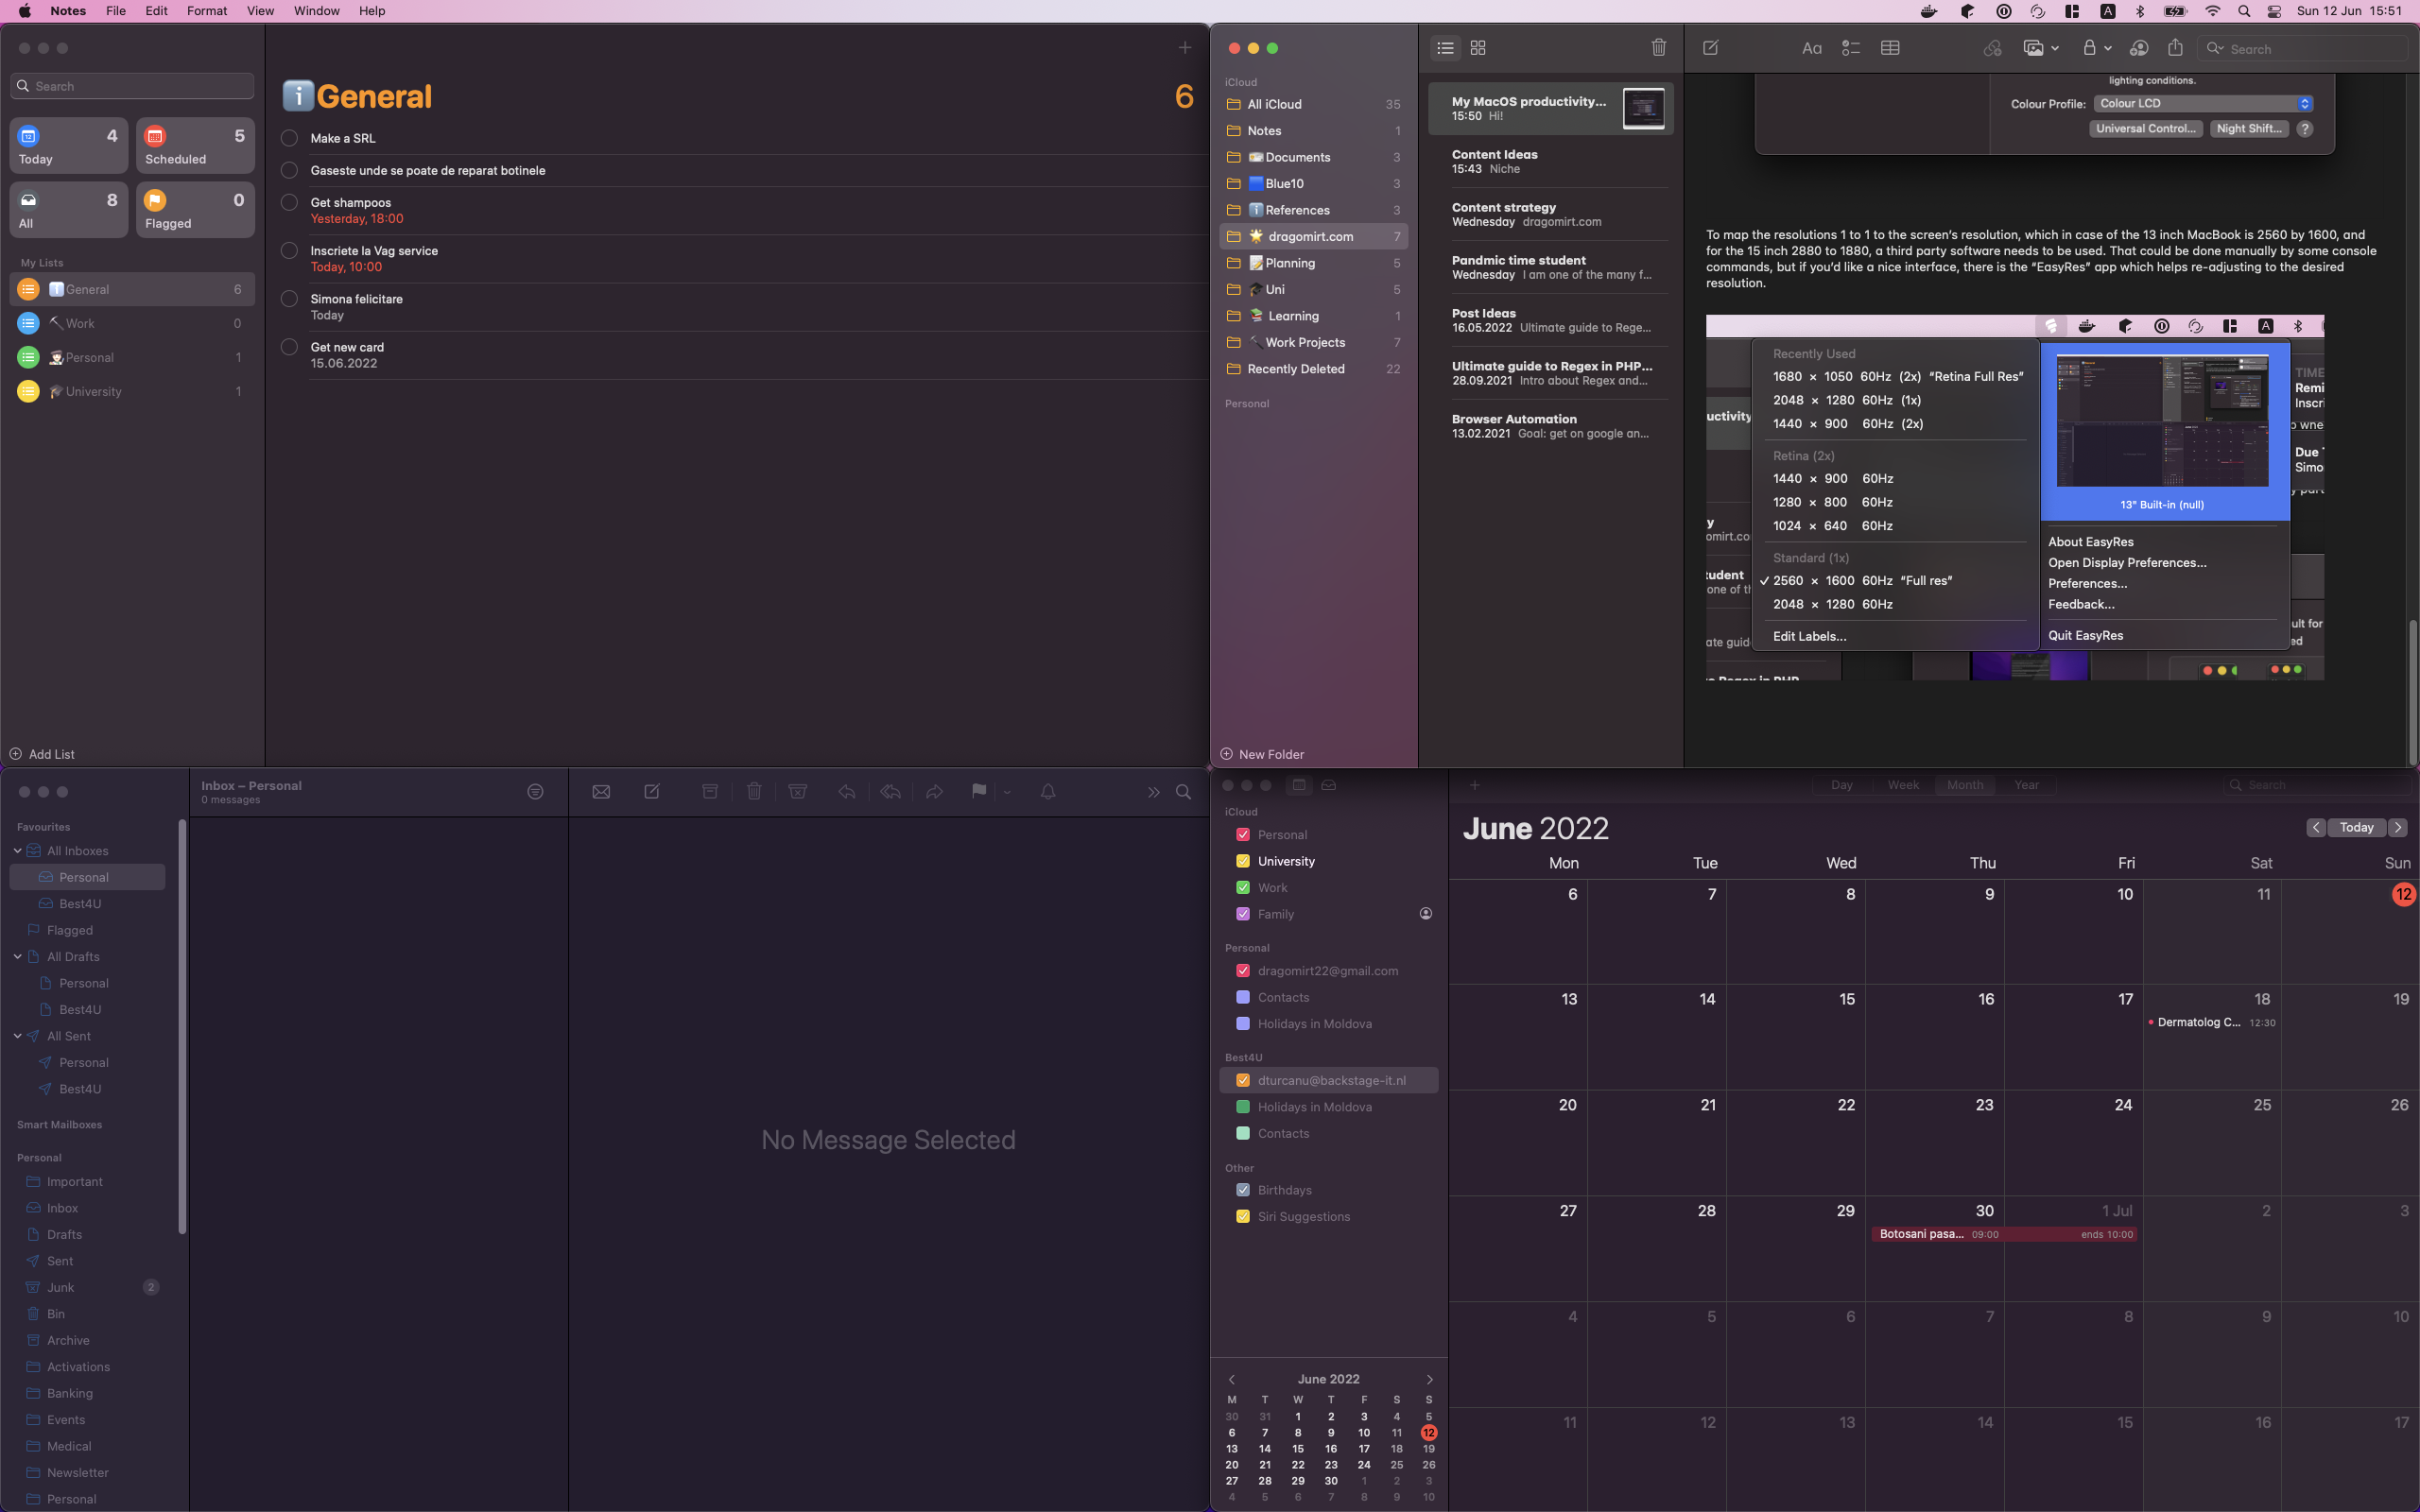 Notes File Edit Format View Window Help
Sun 12 Jun 15:51
Search
4
Today
5
Scheduled
8
All
0
Flagged
My Lists
General 6
Work 0
Personal 1
University 1
Add List
General 6
Make a SRL
Gaseste unde se poate de reparat botinele
Get shampoos
Yesterday, 18:00
Inscriete la Vag service
Today, 10:00
Simona felicitare
Today
Get new card
15.06.2022
iCloud
All iCloud 35
Notes 1
Documents 3
Blue10 3
References 3
dragomirt.com 7
Planning 5
Uni 5
Learning 1
Work Projects 7
Recently Deleted 22
Personal
New Folder
My MacOS productivity...
15:50 Hi!
Content Ideas
15:43 Niche
Content strategy
Wednesday dragomirt.com
Pandmic time student
Wednesday I am one of the many f...
Post Ideas
16.05.2022 Ultimate guide to Rege...
Ultimate guide to Regex in PHP...
28.09.2021 Intro about Regex and...
Browser Automation
13.02.2021 Goal: get on google an...
Aa
Search
lighting conditions.
Colour Profile: Colour LCD
Universal Control... Night Shift... ?
To map the resolutions 1 to 1 to the screen's resolution, which in case of the 13 inch MacBook is 2560 by 1600, and
for the 15 inch 2880 to 1880, a third party software needs to be used. That could be done manually by some console
commands, but if you'd like a nice interface, there is the “EasyRes” app which helps re-adjusting to the desired
resolution.
Recently Used
1680 × 1050 60Hz (2x) “Retina Full Res”
2048 × 1280 60Hz (1x)
1440 × 900 60Hz (2x)
Retina (2x)
1440 × 900 60Hz
1280 × 800 60Hz
1024 × 640 60Hz
Standard (1x)
2560 × 1600 60Hz “Full res”
2048 × 1280 60Hz
Edit Labels...
13" Built-in (null)
About EasyRes
Open Display Preferences...
Preferences...
Feedback...
Quit EasyRes
Inbox – Personal
0 messages
Favourites
All Inboxes
Personal
Best4U
Flagged
All Drafts
Personal
Best4U
All Sent
Personal
Best4U
Smart Mailboxes
Personal
Important
Inbox
Drafts
Sent
Junk 2
Bin
Archive
Activations
Banking
Events
Medical
Newsletter
Personal
No Message Selected
iCloud
Personal
University
Work
Family
Personal
dragomirt22@gmail.com
Contacts
Holidays in Moldova
Best4U
dturcanu@backstage-it.nl
Holidays in Moldova
Contacts
Other
Birthdays
Siri Suggestions
June 2022
M T W T F S S
30 31 1 2 3 4 5
6 7 8 9 10 11 12
13 14 15 16 17 18 19
20 21 22 23 24 25 26
27 28 29 30 1 2 3
4 5 6 7 8 9 10
Day Week Month Year
Search
June 2022
Today
Mon Tue Wed Thu Fri Sat Sun
6 7 8 9 10 11 12
13 14 15 16 17 18 19
Dermatolog C... 12:30
20 21 22 23 24 25 26
27 28 29 30 1 Jul 2 3
Botosani pasa... 09:00 ends 10:00
4 5 6 7 8 9 10
11 12 13 14 15 16 17